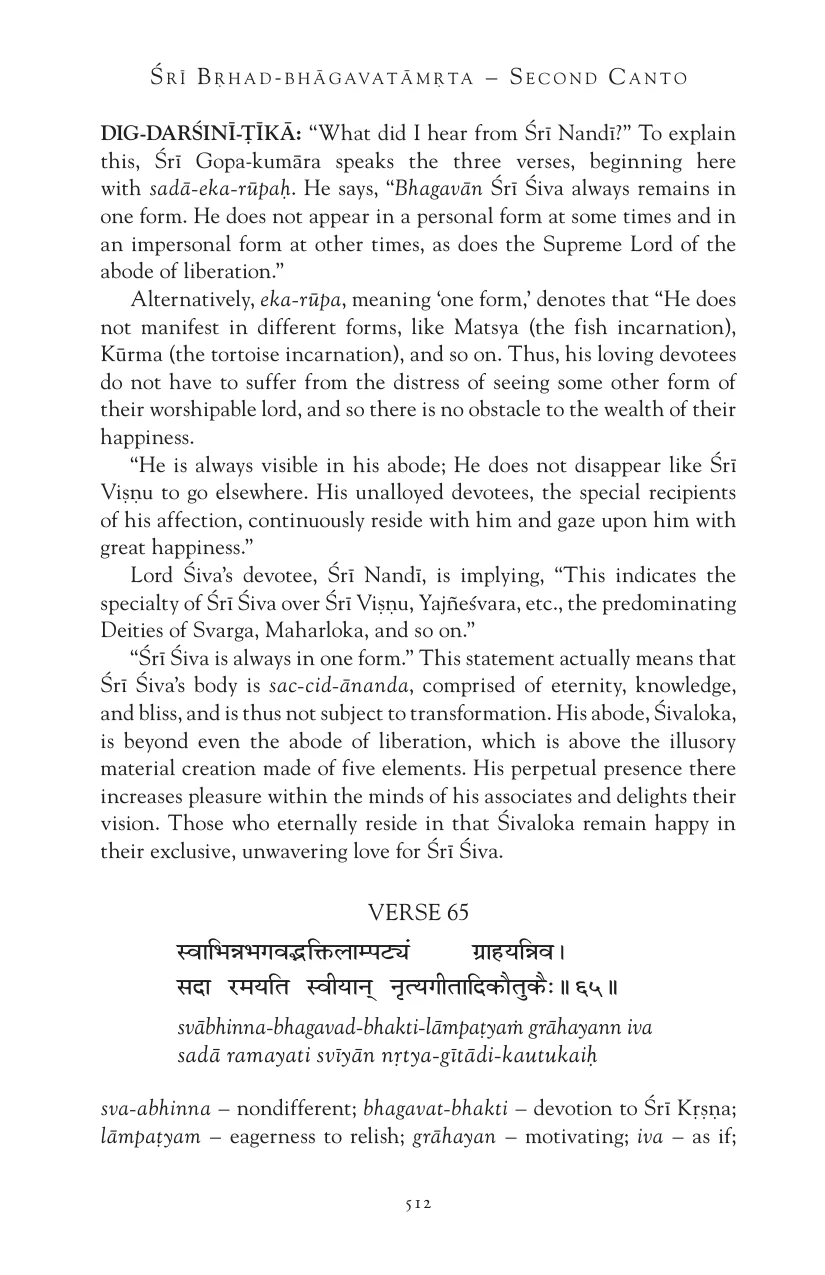 ŚRĪ BṚHAD-BHĀGAVATĀMṚTA – SECOND CANTO
DIG-DARŚINĪ-ṬĪKĀ: “What did I hear from Śrī Nandī?” To explain
this, Śrī Gopa-kumāra speaks the three verses, beginning here
with sadā-eka-rūpaḥ. He says, “Bhagavān Śrī Śiva always remains in
one form. He does not appear in a personal form at some times and in
an impersonal form at other times, as does the Supreme Lord of the
abode of liberation.”
Alternatively, eka-rūpa, meaning ‘one form,’ denotes that “He does
not manifest in different forms, like Matsya (the fish incarnation),
Kūrma (the tortoise incarnation), and so on. Thus, his loving devotees
do not have to suffer from the distress of seeing some other form of
their worshipable lord, and so there is no obstacle to the wealth of their
happiness.
“He is always visible in his abode; He does not disappear like Śrī
Viṣṇu to go elsewhere. His unalloyed devotees, the special recipients
of his affection, continuously reside with him and gaze upon him with
great happiness.”
Lord Śiva’s devotee, Śrī Nandī, is implying, “This indicates the
specialty of Śrī Śiva over Śrī Viṣṇu, Yajñeśvara, etc., the predominating
Deities of Svarga, Maharloka, and so on.”
“Śrī Śiva is always in one form.” This statement actually means that
Śrī Śiva’s body is sac-cid-ānanda, comprised of eternity, knowledge,
and bliss, and is thus not subject to transformation. His abode, Śivaloka,
is beyond even the abode of liberation, which is above the illusory
material creation made of five elements. His perpetual presence there
increases pleasure within the minds of his associates and delights their
vision. Those who eternally reside in that Śivaloka remain happy in
their exclusive, unwavering love for Śrī Śiva.
VERSE 65
स्वाभिन्नभगवद्भक्तिलाम्पट्यं ग्राहयन्निव।
सदा रमयति स्वीयान् नृत्यगीतादिकौतुकैः॥६५॥
svābhinna-bhagavad-bhakti-lāmpaṭyaṁ grāhayann iva
sadā ramayati svīyān nṛtya-gītādi-kautukaiḥ
sva-abhinna – nondifferent; bhagavat-bhakti – devotion to Śrī Kṛṣṇa;
lāmpaṭyam – eagerness to relish; grāhayan – motivating; iva – as if;
512